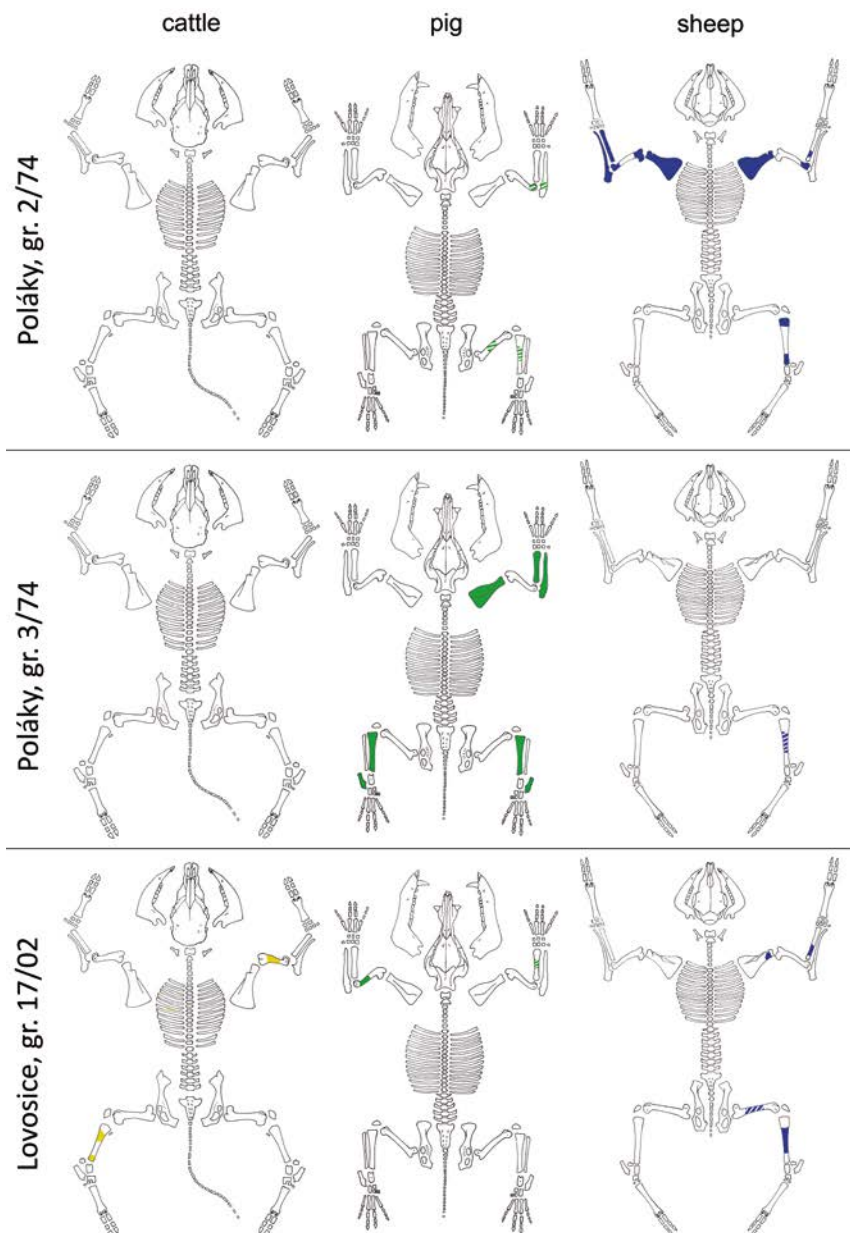 cattle pig sheep
Poláky, gr. 2/74
Poláky, gr. 3/74
Lovosice, gr. 17/02